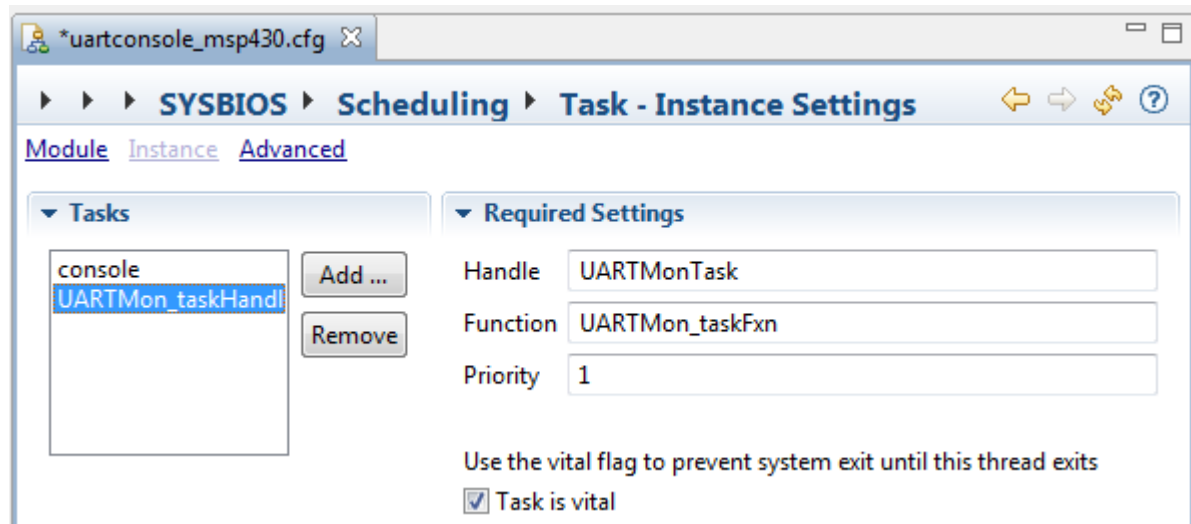 *uartconsole_msp430.cfg
SYSBIOS Scheduling Task - Instance Settings
Module Instance Advanced
Tasks
console
UARTMon_taskHandl
Add ...
Remove
Required Settings
Handle UARTMonTask
Function UARTMon_taskFxn
Priority 1
Use the vital flag to prevent system exit until this thread exits
Task is vital